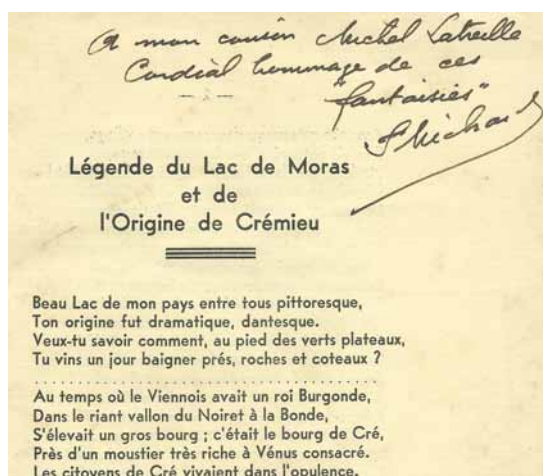 A mon cousin Michel Latreille
Cordial hommage de ces
"fantaisies"
Légende du Lac de Moras
et de
l'Origine de Crémieu
Beau Lac de mon pays entre tous pittoresque,
Ton origine fut dramatique, dantesque.
Veux-tu savoir comment, au pied des verts plateaux,
Tu vins un jour baigner prés, roches et coteaux ?
Au temps où le Viennois avait un roi Burgonde,
Dans le riant vallon du Noiret à la Bonde,
S'élevait un gros bourg ; c'était le bourg de Cré,
Près d'un moustier très riche à Vénus consacré.
Les citoyens de Cré vivaient dans l'opulence.